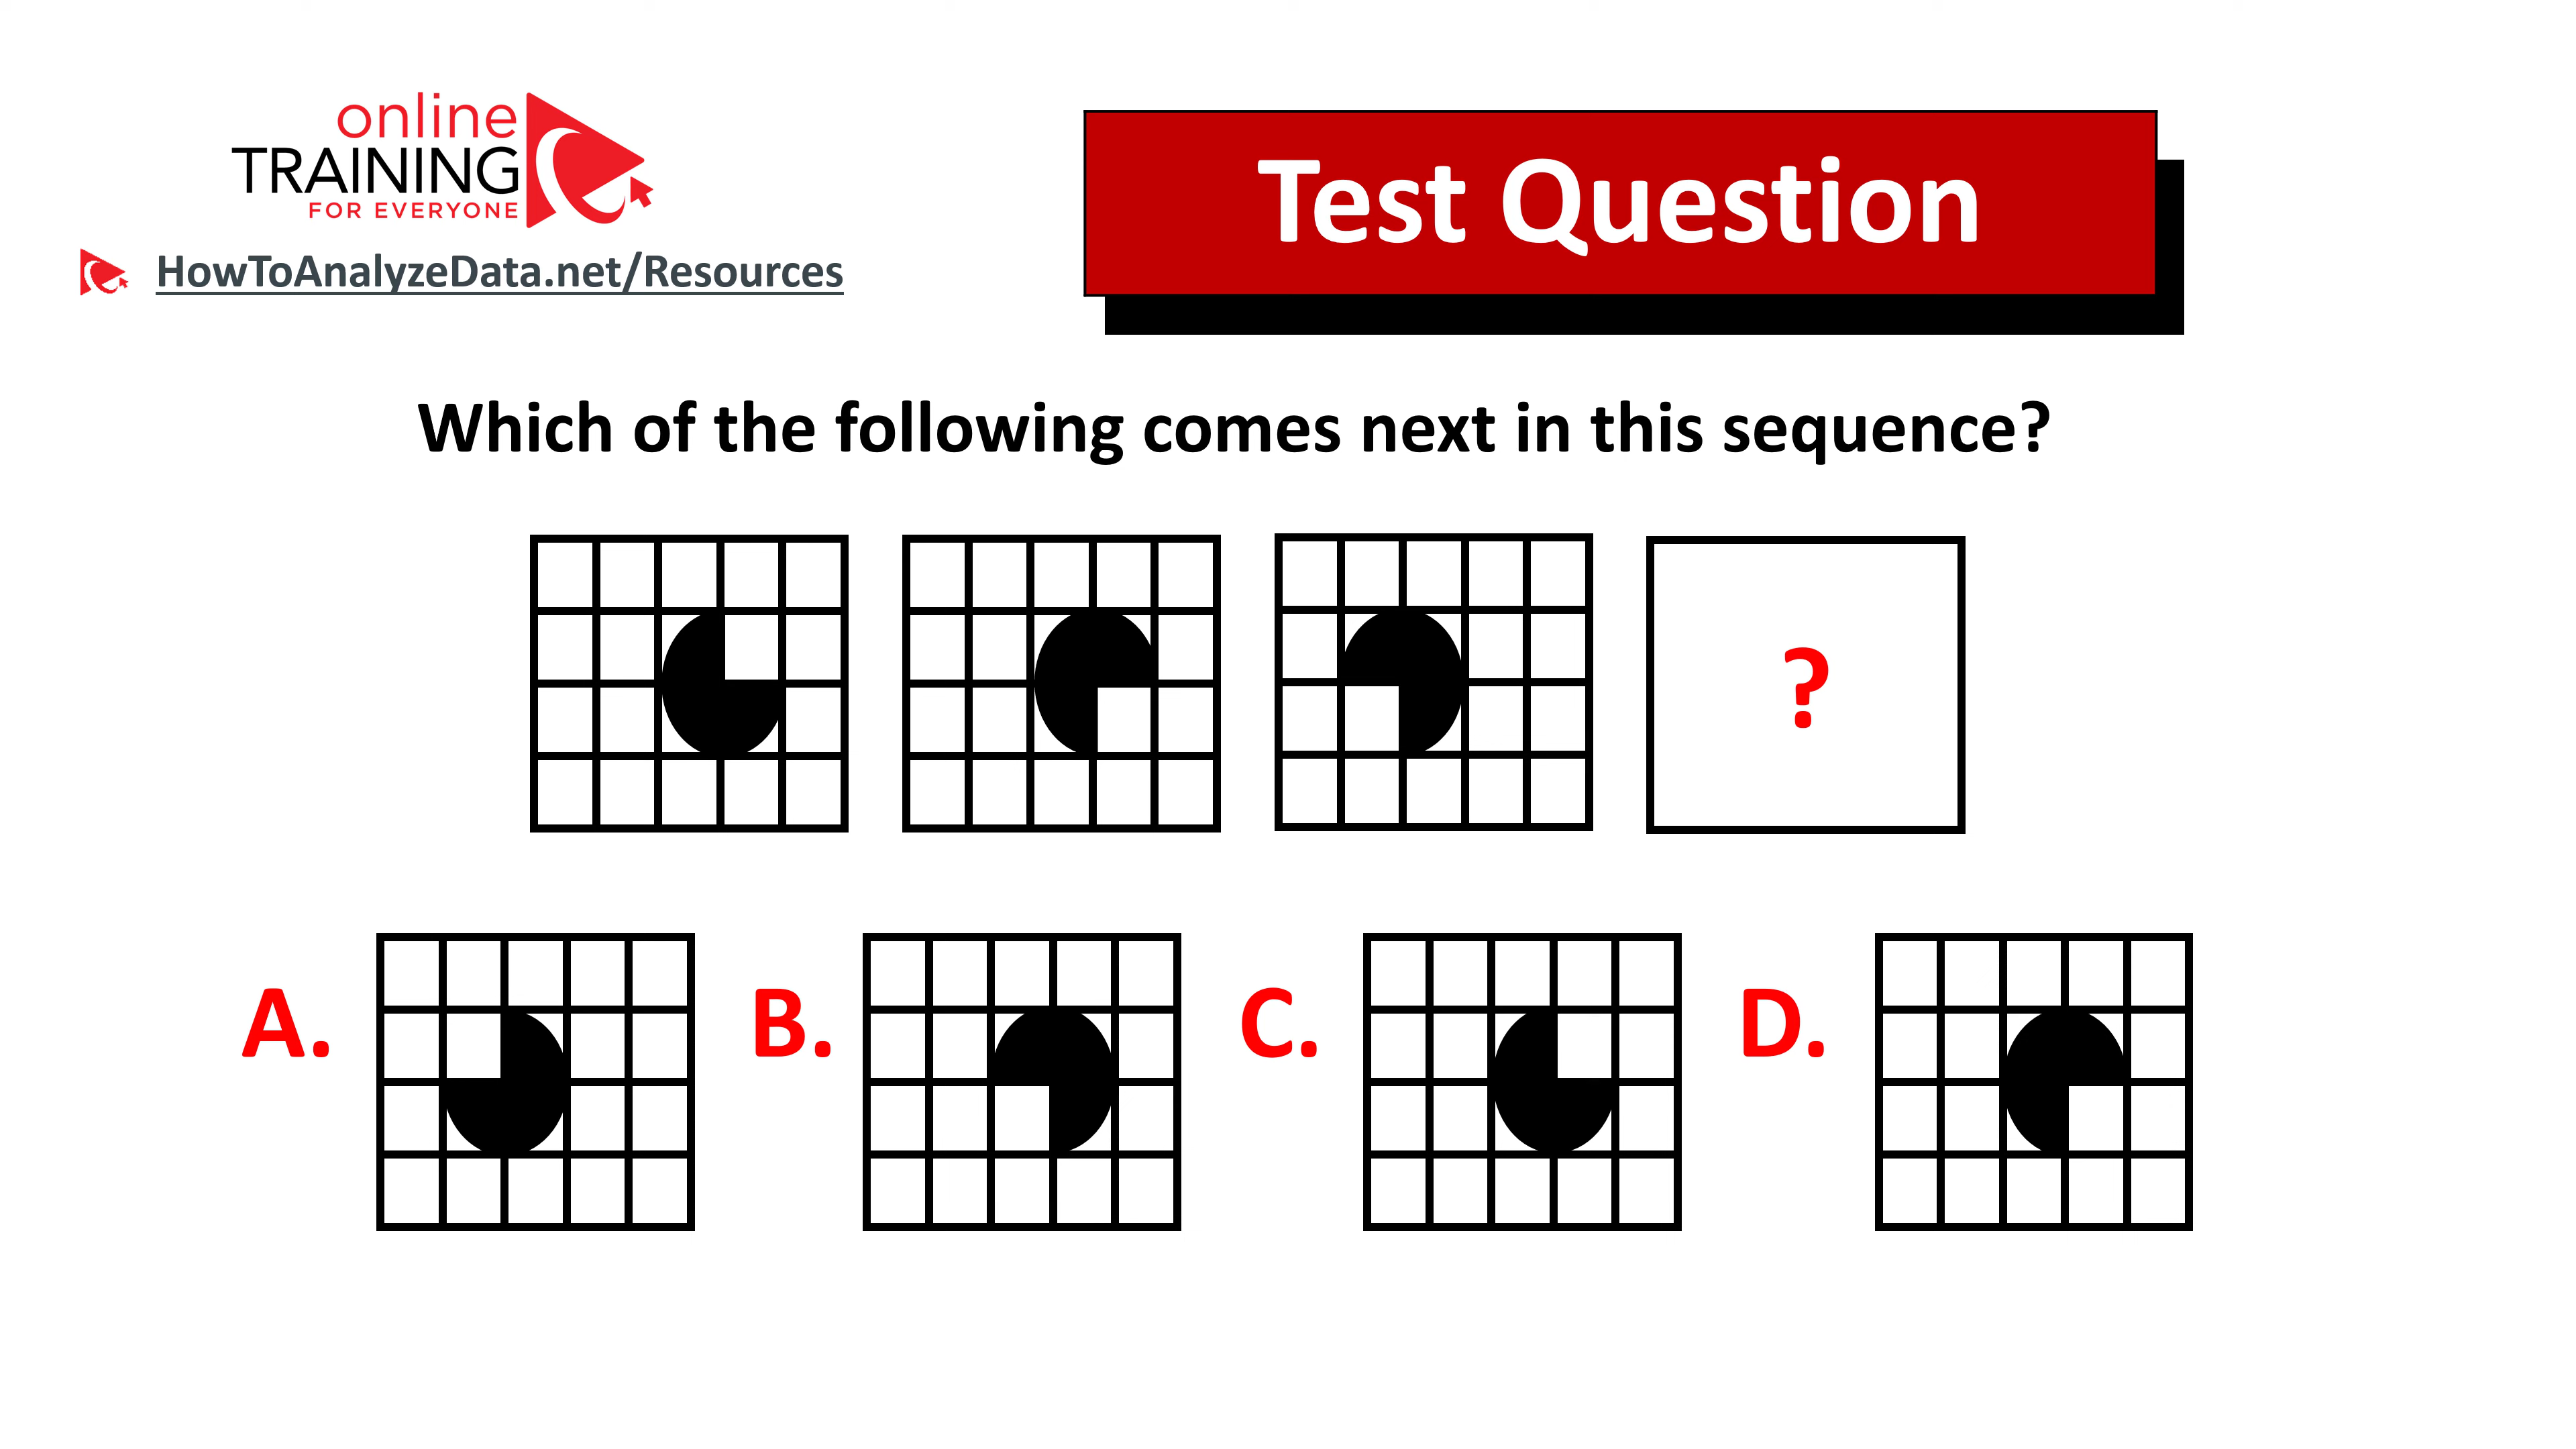 online
TRAINING
FOR EVERYONE
HowToAnalyzeData.net/Resources
Test Question
Which of the following comes next in this sequence?
?
A.
B.
C.
D.